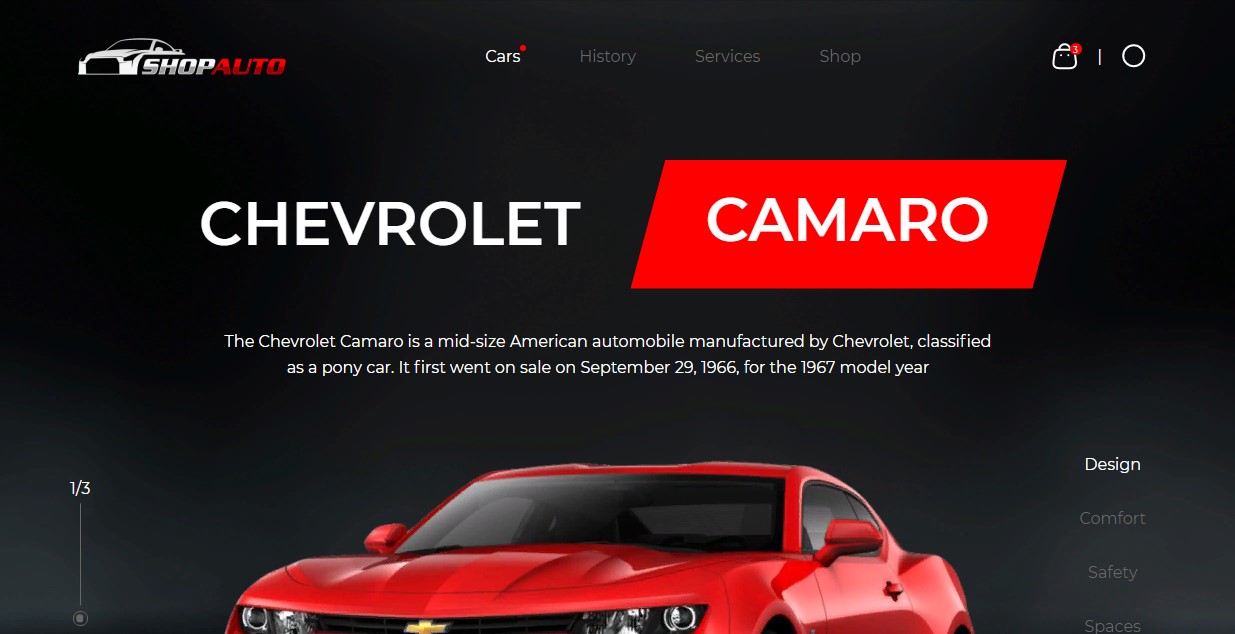 SHOPAUTO
Cars History Services Shop
3 |
CHEVROLET CAMARO
The Chevrolet Camaro is a mid-size American automobile manufactured by Chevrolet, classified
as a pony car. It first went on sale on September 29, 1966, for the 1967 model year
1/3
Design
Comfort
Safety
Spaces